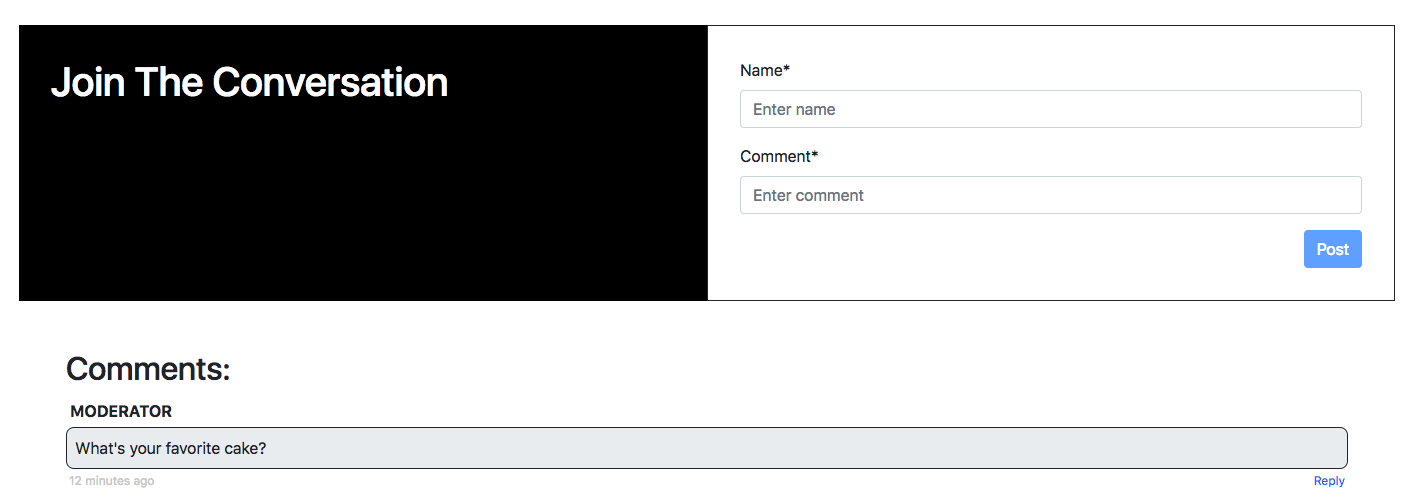 Join The Conversation
Name*
Enter name
Comment*
Enter comment
Post
Comments:
MODERATOR
What's your favorite cake?
12 minutes ago
Reply